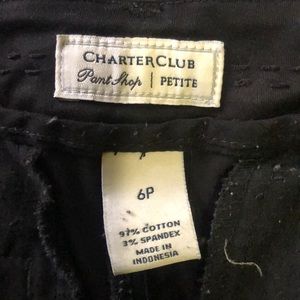 CHARTER CLUB
Pant Shop | PETITE
6P
97% COTTON
3% SPANDEX
MADE IN
INDONESIA